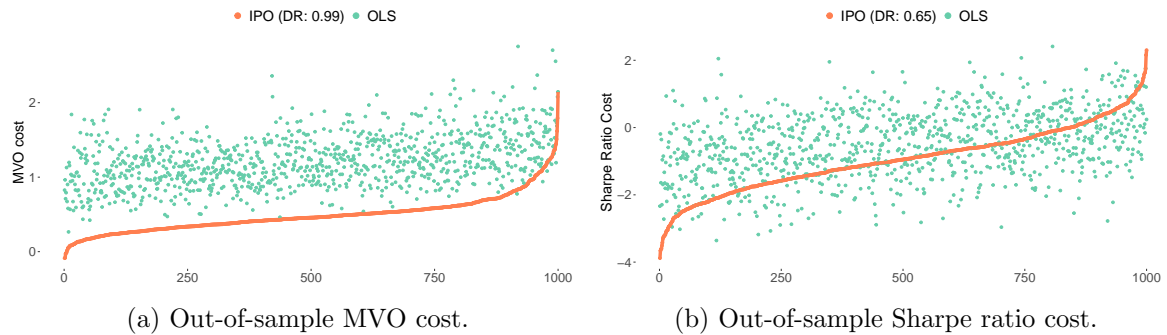 IPO (DR: 0.99) OLS
MVO cost
2
1
0
0 250 500 750 1000
(a) Out-of-sample MVO cost.
IPO (DR: 0.65) OLS
Sharpe Ratio Cost
2
0
−2
−4
0 250 500 750 1000
(b) Out-of-sample Sharpe ratio cost.